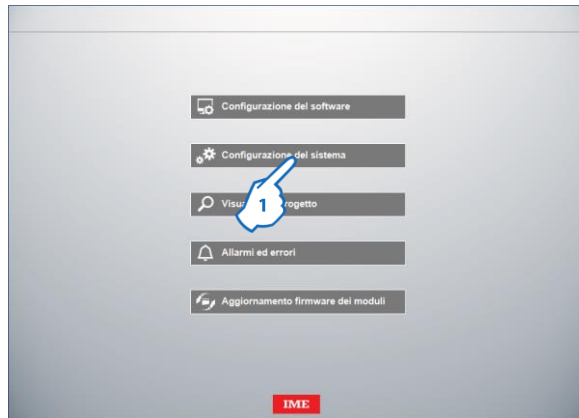 Configurazione del software
Configurazione del sistema
1
Allarmi ed errori
Aggiornamento firmware dei moduli
IME